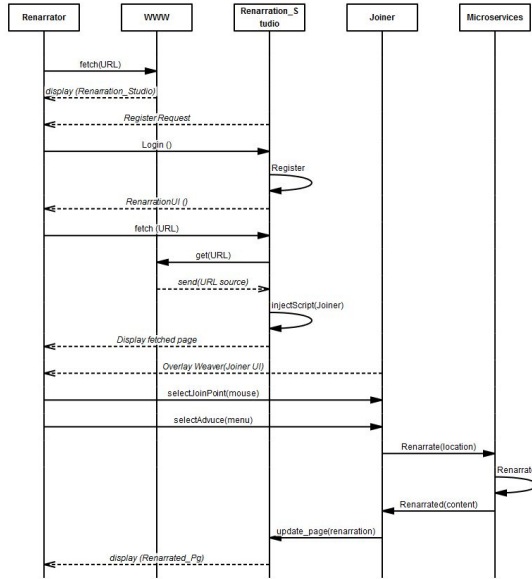 Renarrator
WWW
Renarration_S
tudio
Joiner
Microservices
fetch(URL)
display (Renarration_Studio)
Register Request
Login ()
Register
RenarrationUI ()
fetch (URL)
get(URL)
send(URL source)
injectScript(Joiner)
Display fetched page
Overlay Weaver(Joiner UI)
selectJoinPoint(mouse)
selectAdvuce(menu)
Renarrate(location)
Renarrate
Renarrated(content)
update_page(renarration)
display (Renarrated_Pg)